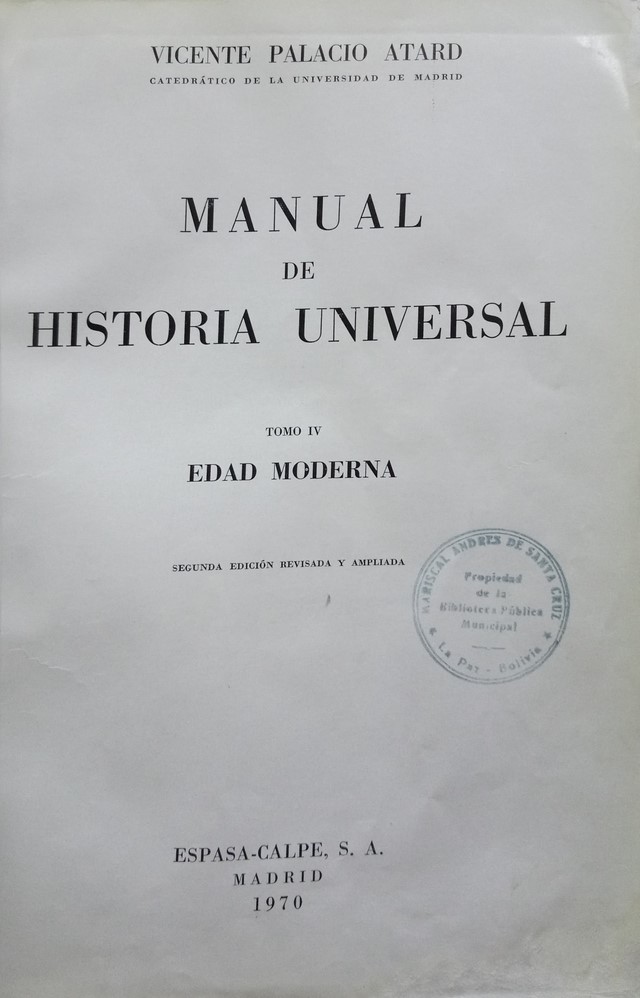 VICENTE PALACIO ATARD
CATEDRÁTICO DE LA UNIVERSIDAD DE MADRID
MANUAL
DE
HISTORIA UNIVERSAL
TOMO IV
EDAD MODERNA
SEGUNDA EDICIÓN REVISADA Y AMPLIADA
MARISCAL ANDRES DE SANTA CRUZ
Propiedad
de la
Biblioteca Pública
Municipal
La Paz - Bolivia
ESPASA-CALPE, S. A.
MADRID
1970